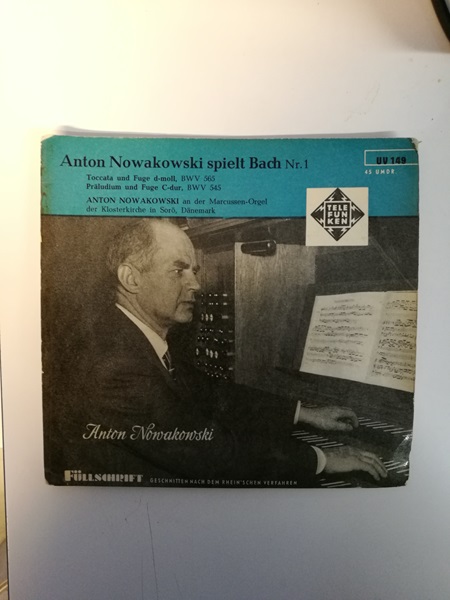 Anton Nowakowski spielt Bach Nr. 1
UV 149
45 UMDR
Toccata und Fuge d-moll, BWV 565
Präludium und Fuge C-dur, BWV 545
ANTON NOWAKOWSKI an der Marcussen-Orgel
der Klosterkirche in Sorö, Dänemark
TELE
FUN
KEN
Anton Nowakowski
FÜLLSCHRIFT GESCHNITTEN NACH DEM RHEIN'SCHEN VERFAHREN